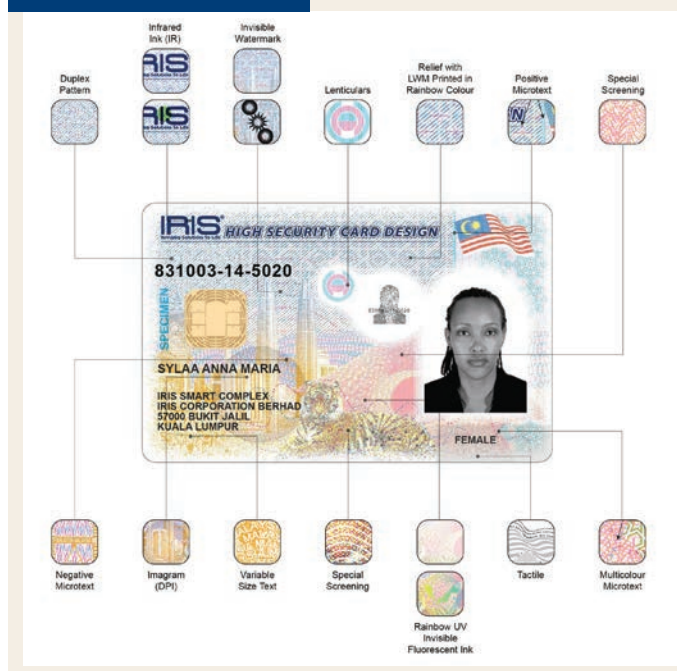 Infrared
Ink (IR)
Invisible
Watermark
Duplex
Pattern
Lenticulars
Relief with
LWM Printed in
Rainbow Colour
Positive
Microtext
Special
Screening
IRIS
IRIS
N
IRIS
HIGH SECURITY CARD DESIGN
831003-14-5020
SPECIMEN
SYLAA ANNA MARIA
IRIS SMART COMPLEX
IRIS CORPORATION BERHAD
57000 BUKIT JALIL
KUALA LUMPUR
FEMALE
Negative
Microtext
Imagram
(DPI)
Variable
Size Text
Special
Screening
Rainbow UV
Invisible
Fluorescent Ink
Tactile
Multicolour
Microtext